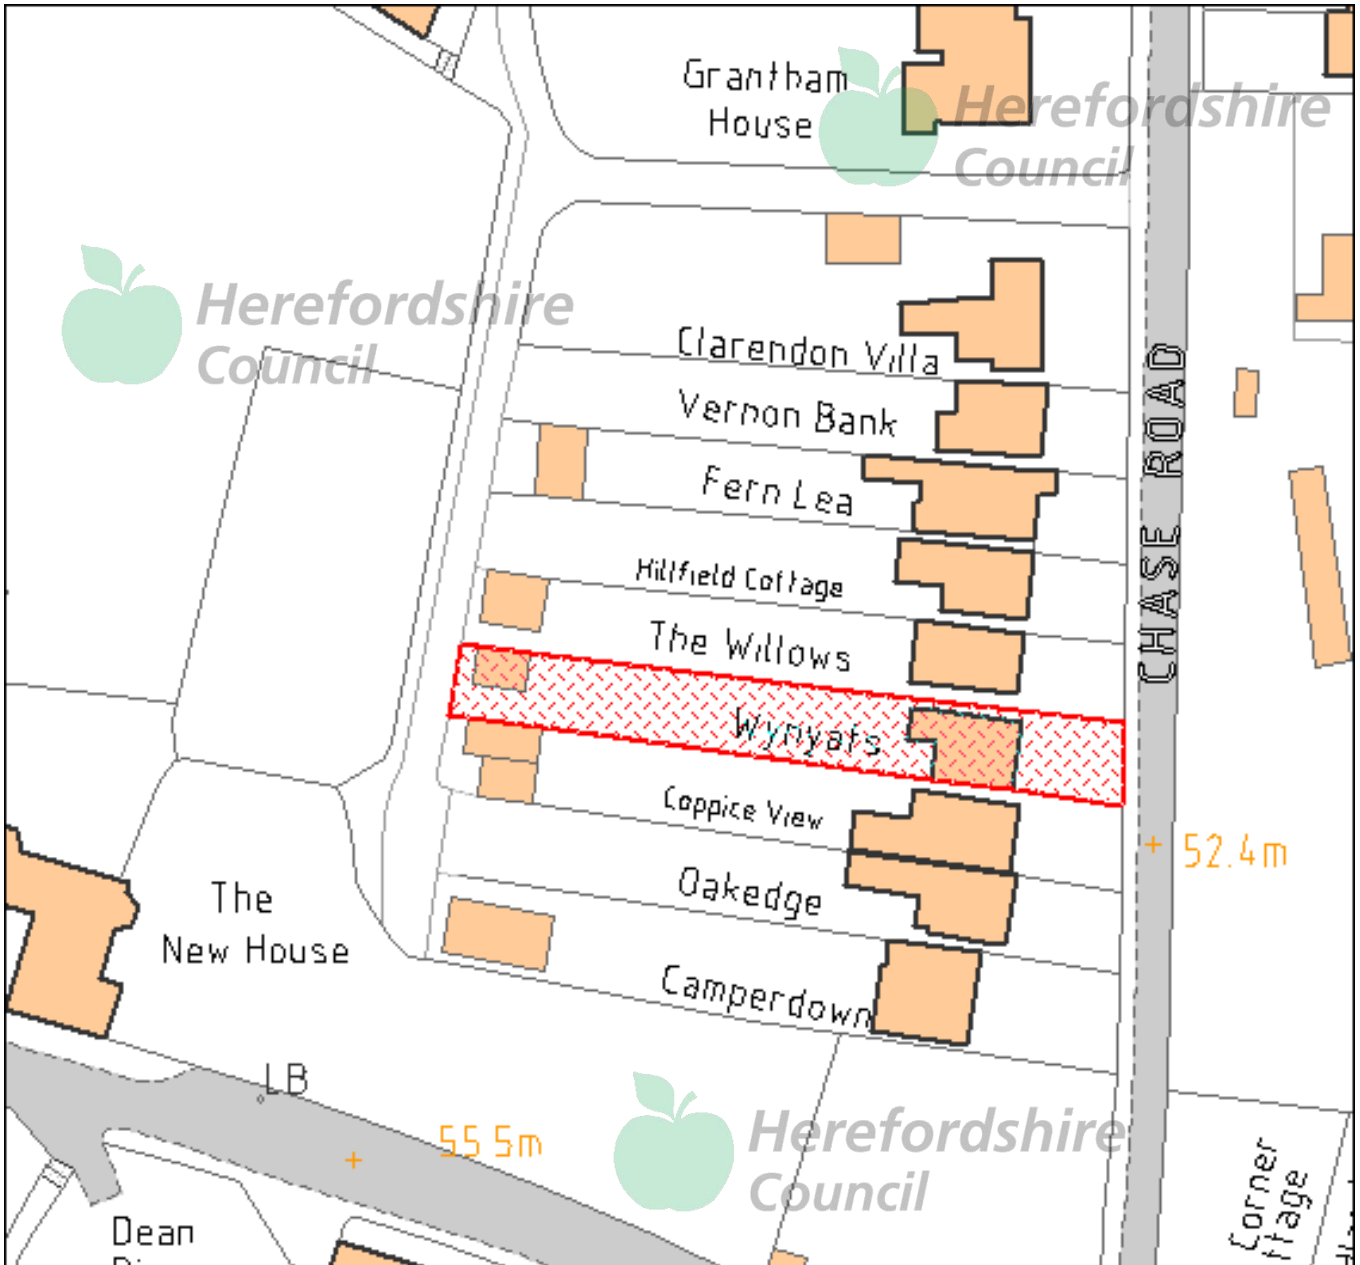 Grantham
House
Herefordshire
Council
Herefordshire
Council
Clarendon Villa
Vernon Bank
Fern Lea
Hillfield Cottage
The Willows
Wynyats
Coppice View
Oakedge
Camperdown
CHASE ROAD
52.4m
The
New House
LB
55 5m
Herefordshire
Council
Corner
ttage
Dean